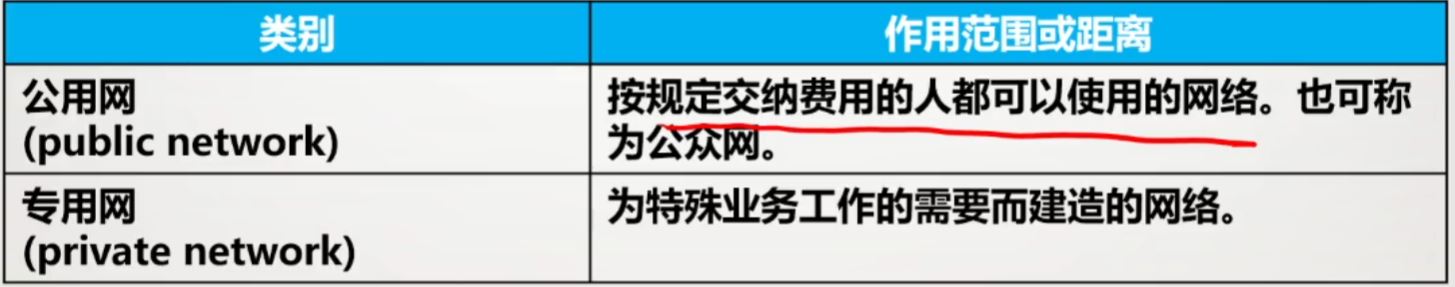 类别
作用范围或距离
公用网
(public network)
按规定交纳费用的人都可以使用的网络。也可称
为公众网。
专用网
(private network)
为特殊业务工作的需要而建造的网络。